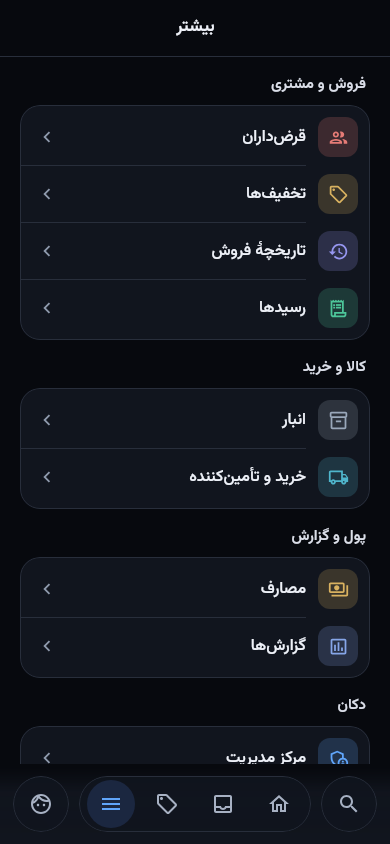 بیشتر
فروش و مشتری
قرض‌داران
تخفیف‌ها
تاریخچهٔ فروش
رسیدها
کالا و خرید
انبار
خرید و تأمین‌کننده
پول و گزارش
مصارف
گزارش‌ها
دکان
مرکز مدیریت